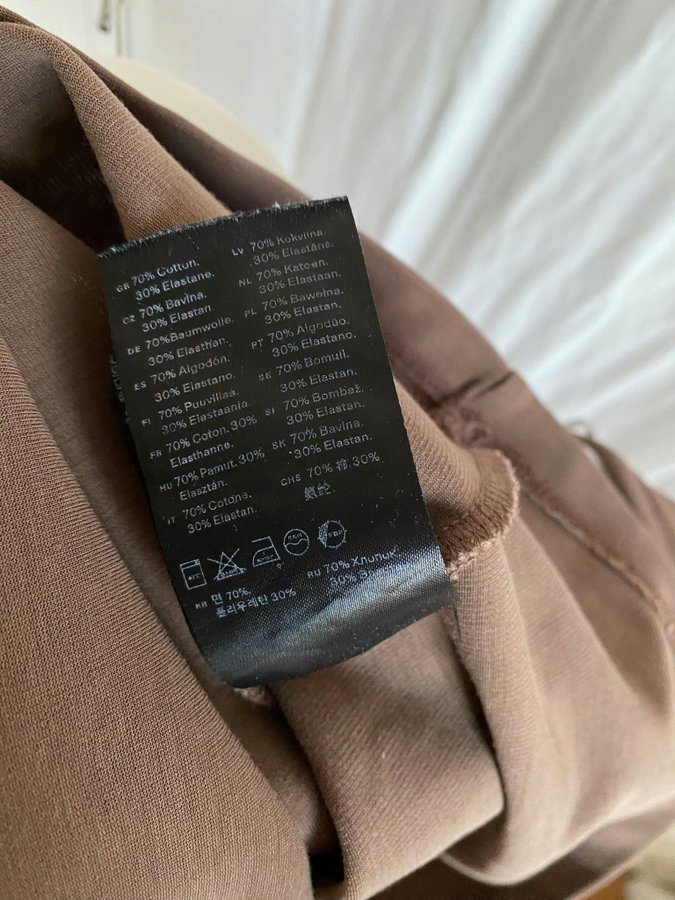 GB 70% Cotton.
30% Elastane.
CZ 70% Bavlna.
30% Elastan.
DE 70%Baumwolle.
30% Elasthan.
ES 70% Algodón.
30% Elastano.
FI 70% Puuvillaa.
30% Elastaania.
FR 70% Coton. 30%
Elasthanne.
HU 70% Pamut. 30%
Elasztán.
IT 70% Cotone.
30% Elastan.
LV 70% Kokvilna.
30% Elastāne.
NL 70% Katoen.
30% Elastaan.
PL 70% Bawełna.
30% Elastan.
PT 70% Algodão.
30% Elastano.
SE 70% Bomull.
30% Elastan.
SI 70% Bombaž.
30% Elastan.
SK 70% Bavlna.
30% Elastan.
CHS 70% 棉. 30%
KR 면 70%.
폴리우레탄 30%
RU 70% Хлопык
30%